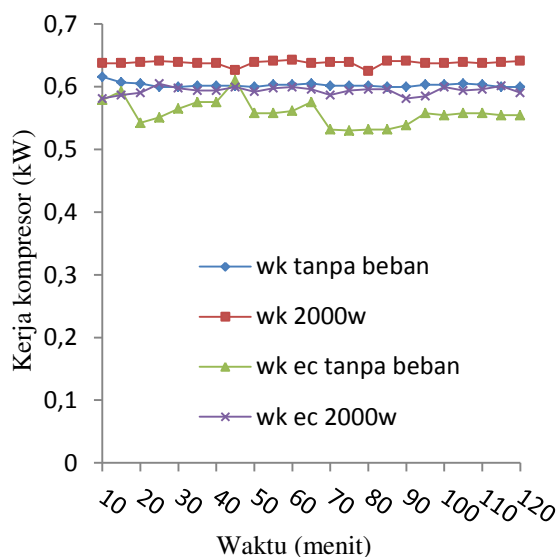 Kerja kompresor (kW)
0,7
0,6
0,5
0,4
0,3
0,2
0,1
0
wk tanpa beban
wk 2000w
wk ec tanpa beban
wk ec 2000w
10 20 30 40 50 60 70 80 90 100 110 120
Waktu (menit)